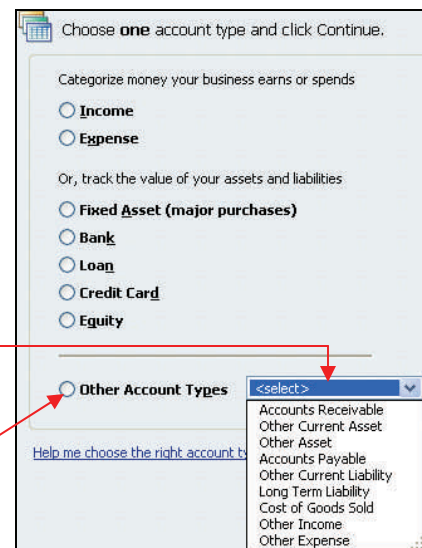 Choose one account type and click Continue.
Categorize money your business earns or spends
Income
Expense
Or, track the value of your assets and liabilities
Fixed Asset (major purchases)
Bank
Loan
Credit Card
Equity
Other Account Types <select>
Accounts Receivable
Other Current Asset
Other Asset
Accounts Payable
Other Current Liability
Long Term Liability
Cost of Goods Sold
Other Income
Other Expense
Help me choose the right account ty